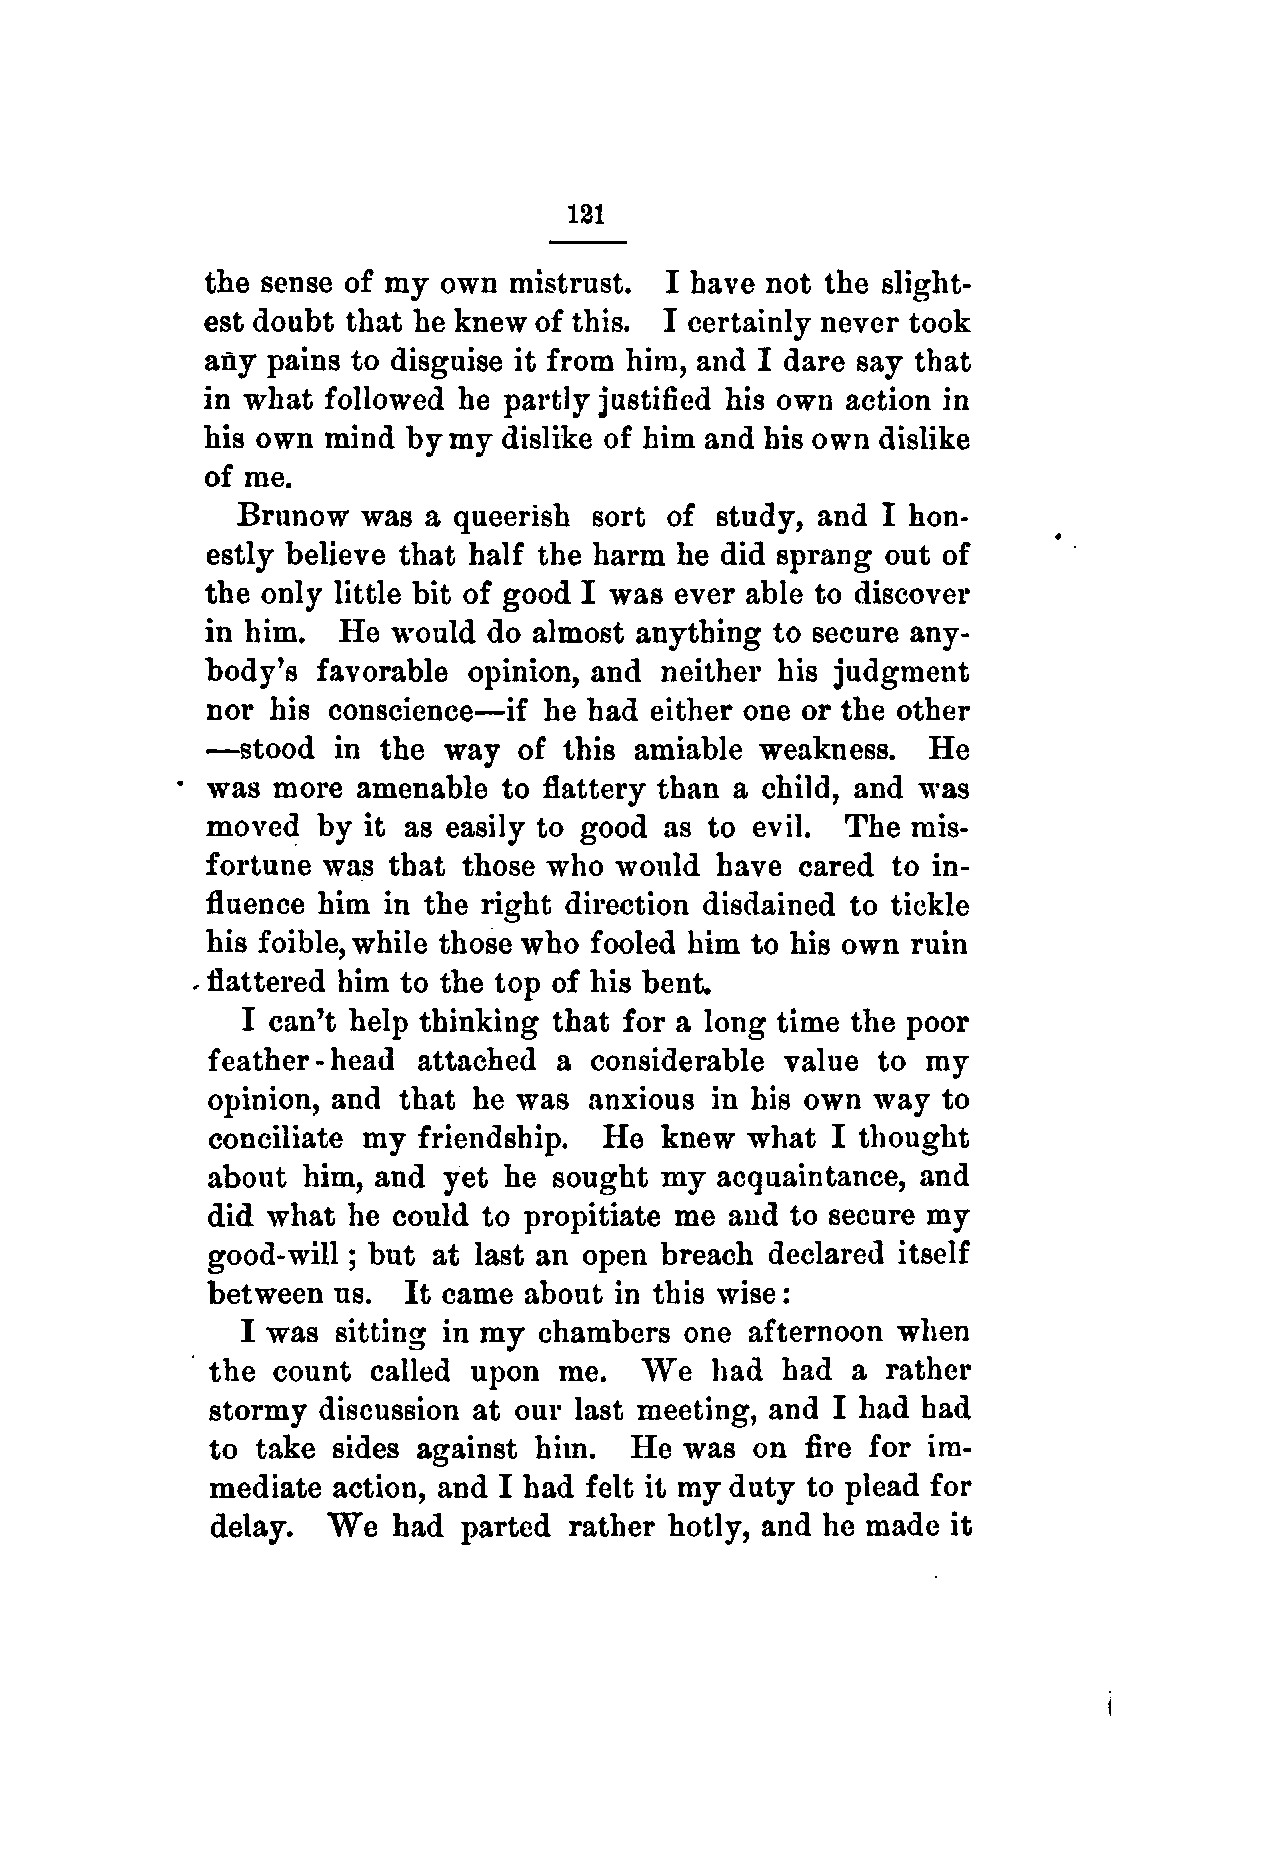 121
the sense of my own mistrust. I have not the slight-
est doubt that he knew of this. I certainly never took
any pains to disguise it from him, and I dare say that
in what followed he partly justified his own action in
his own mind by my dislike of him and his own dislike
of me.
Brunow was a queerish sort of study, and I hon-
estly believe that half the harm he did sprang out of
the only little bit of good I was ever able to discover
in him. He would do almost anything to secure any-
body's favorable opinion, and neither his judgment
nor his conscience—if he had either one or the other
—stood in the way of this amiable weakness. He
was more amenable to flattery than a child, and was
moved by it as easily to good as to evil. The mis-
fortune was that those who would have cared to in-
fluence him in the right direction disdained to tickle
his foible, while those who fooled him to his own ruin
flattered him to the top of his bent.
I can't help thinking that for a long time the poor
feather-head attached a considerable value to my
opinion, and that he was anxious in his own way to
conciliate my friendship. He knew what I thought
about him, and yet he sought my acquaintance, and
did what he could to propitiate me and to secure my
good-will ; but at last an open breach declared itself
between us. It came about in this wise:
I was sitting in my chambers one afternoon when
the count called upon me. We had had a rather
stormy discussion at our last meeting, and I had had
to take sides against him. He was on fire for im-
mediate action, and I had felt it my duty to plead for
delay. We had parted rather hotly, and he made it